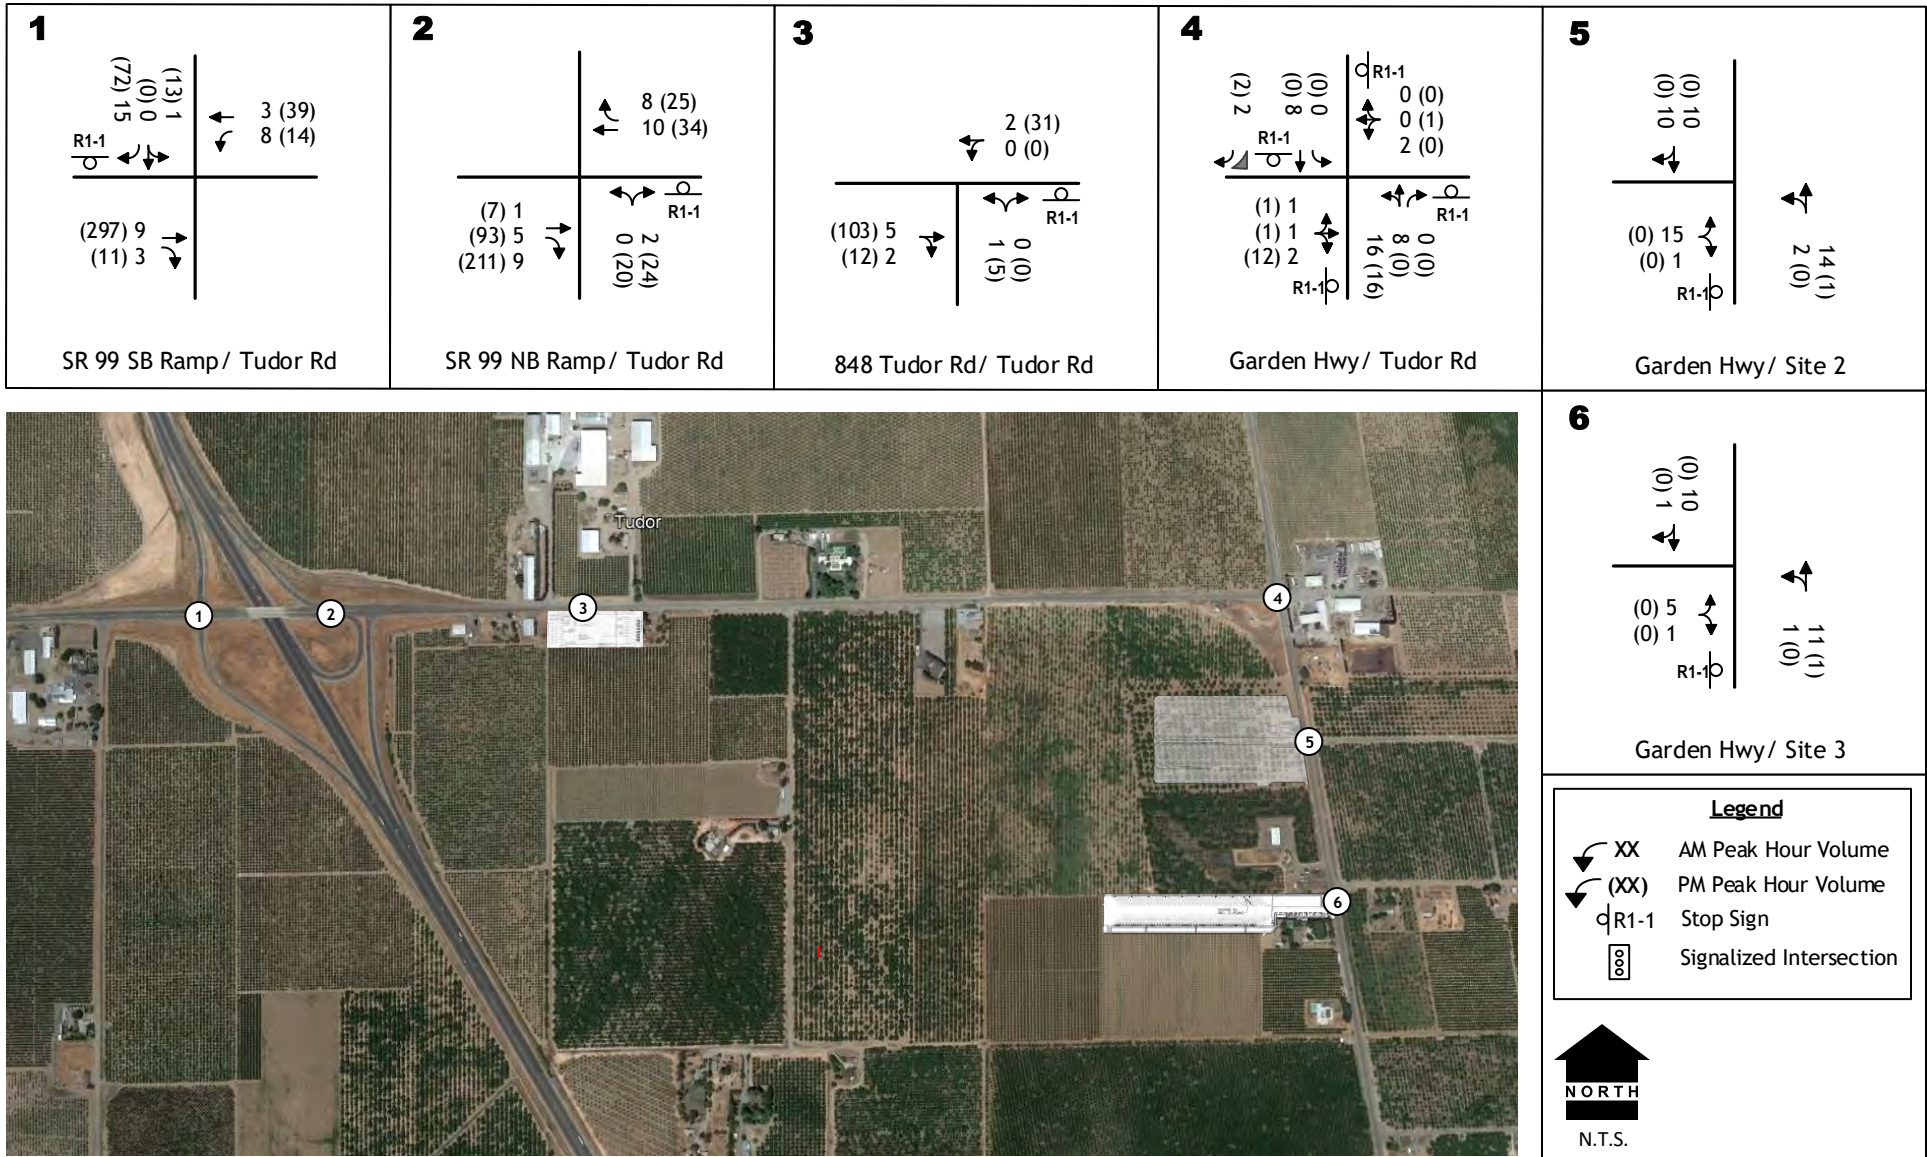 1
(72) 15
(0) 0
(13) 1
3 (39)
8 (14)
R1-1
(297) 9
(11) 3
SR 99 SB Ramp/ Tudor Rd
2
8 (25)
10 (34)
R1-1
(7) 1
(93) 5
(211) 9
0 (20)
2 (24)
SR 99 NB Ramp/ Tudor Rd
3
2 (31)
0 (0)
R1-1
(103) 5
(12) 2
1 (5)
0 (0)
848 Tudor Rd/ Tudor Rd
4
(2) 2
(0) 8
(0) 0
R1-1
0 (0)
0 (1)
2 (0)
R1-1
R1-1
(1) 1
(1) 1
(12) 2
R1-1
16 (16)
8 (0)
0 (0)
Garden Hwy/ Tudor Rd
5
(0) 10
(0) 10
(0) 15
(0) 1
R1-1
2 (0)
14 (1)
Garden Hwy/ Site 2
6
(0) 1
(0) 10
(0) 5
(0) 1
R1-1
1 (0)
11 (1)
Garden Hwy/ Site 3
Tudor
1
2
3
4
5
6
Legend
XX AM Peak Hour Volume
(XX) PM Peak Hour Volume
R1-1 Stop Sign
Signalized Intersection
NORTH
N.T.S.